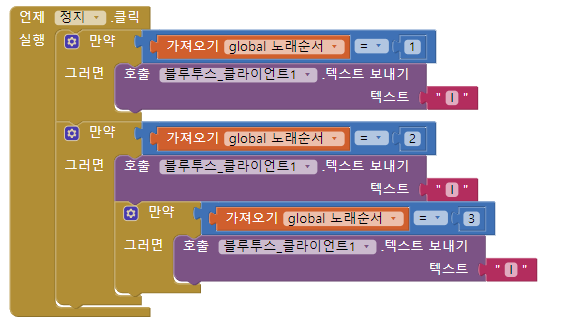 언제 정지 .클릭
실행 만약 가져오기 global 노래순서 = 1
그러면 호출 블루투스_클라이언트1 .텍스트 보내기
텍스트 " l "
만약 가져오기 global 노래순서 = 2
그러면 호출 블루투스_클라이언트1 .텍스트 보내기
텍스트 " l "
만약 가져오기 global 노래순서 = 3
그러면 호출 블루투스_클라이언트1 .텍스트 보내기
텍스트 " l "